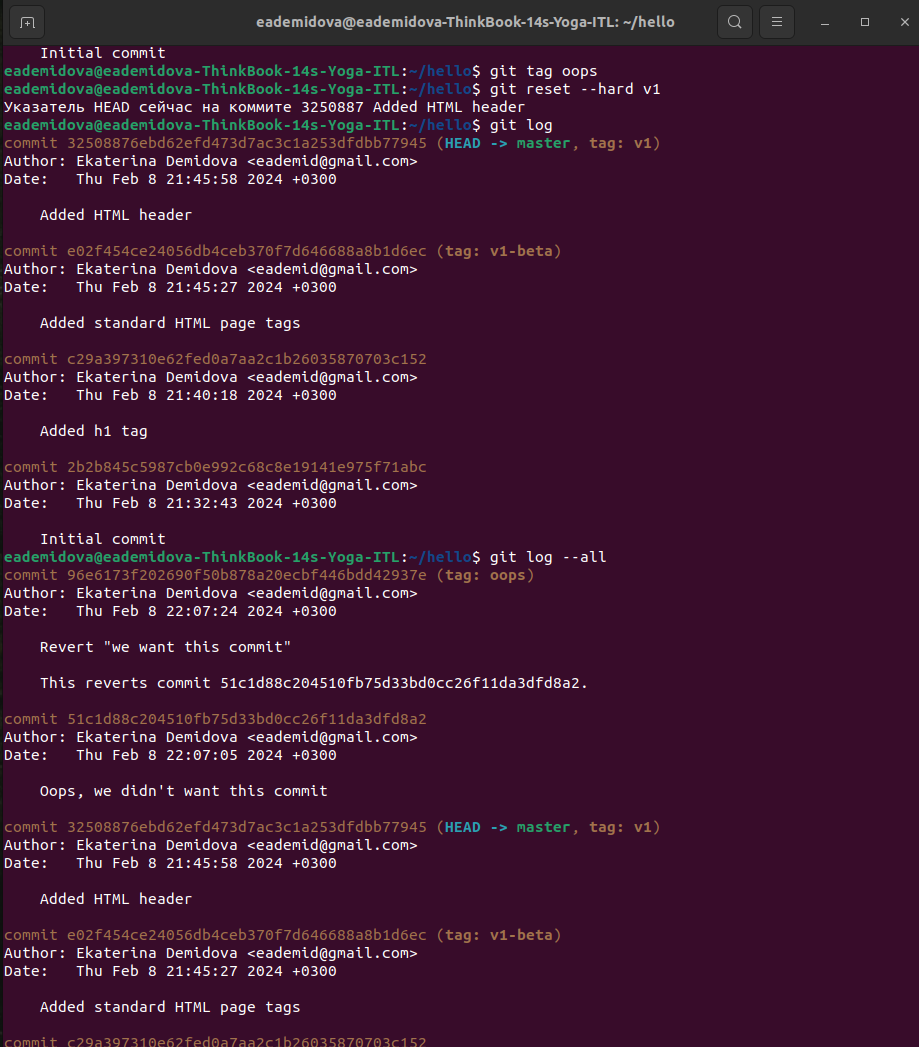 eademidova@eademidova-ThinkBook-14s-Yoga-ITL: ~/hello
Initial commit
eademidova@eademidova-ThinkBook-14s-Yoga-ITL:~/hello$ git tag oops
eademidova@eademidova-ThinkBook-14s-Yoga-ITL:~/hello$ git reset --hard v1
Указатель HEAD сейчас на коммите 3250887 Added HTML header
eademidova@eademidova-ThinkBook-14s-Yoga-ITL:~/hello$ git log
commit 32508876ebd62efd473d7ac3c1a253dfdbb77945 (HEAD -> master, tag: v1)
Author: Ekaterina Demidova <eademid@gmail.com>
Date:   Thu Feb 8 21:45:58 2024 +0300
Added HTML header
commit e02f454ce24056db4ceb370f7d646688a8b1d6ec (tag: v1-beta)
Author: Ekaterina Demidova <eademid@gmail.com>
Date:   Thu Feb 8 21:45:27 2024 +0300
Added standard HTML page tags
commit c29a397310e62fed0a7aa2c1b26035870703c152
Author: Ekaterina Demidova <eademid@gmail.com>
Date:   Thu Feb 8 21:40:18 2024 +0300
Added h1 tag
commit 2b2b845c5987cb0e992c68c8e19141e975f71abc
Author: Ekaterina Demidova <eademid@gmail.com>
Date:   Thu Feb 8 21:32:43 2024 +0300
Initial commit
eademidova@eademidova-ThinkBook-14s-Yoga-ITL:~/hello$ git log --all
commit 96e6173f202690f50b878a20ecbf446bdd42937e (tag: oops)
Author: Ekaterina Demidova <eademid@gmail.com>
Date:   Thu Feb 8 22:07:24 2024 +0300
Revert "we want this commit"
This reverts commit 51c1d88c204510fb75d33bd0cc26f11da3dfd8a2.
commit 51c1d88c204510fb75d33bd0cc26f11da3dfd8a2
Author: Ekaterina Demidova <eademid@gmail.com>
Date:   Thu Feb 8 22:07:05 2024 +0300
Oops, we didn't want this commit
commit 32508876ebd62efd473d7ac3c1a253dfdbb77945 (HEAD -> master, tag: v1)
Author: Ekaterina Demidova <eademid@gmail.com>
Date:   Thu Feb 8 21:45:58 2024 +0300
Added HTML header
commit e02f454ce24056db4ceb370f7d646688a8b1d6ec (tag: v1-beta)
Author: Ekaterina Demidova <eademid@gmail.com>
Date:   Thu Feb 8 21:45:27 2024 +0300
Added standard HTML page tags
commit c29a397310e62fed0a7aa2c1b26035870703c152